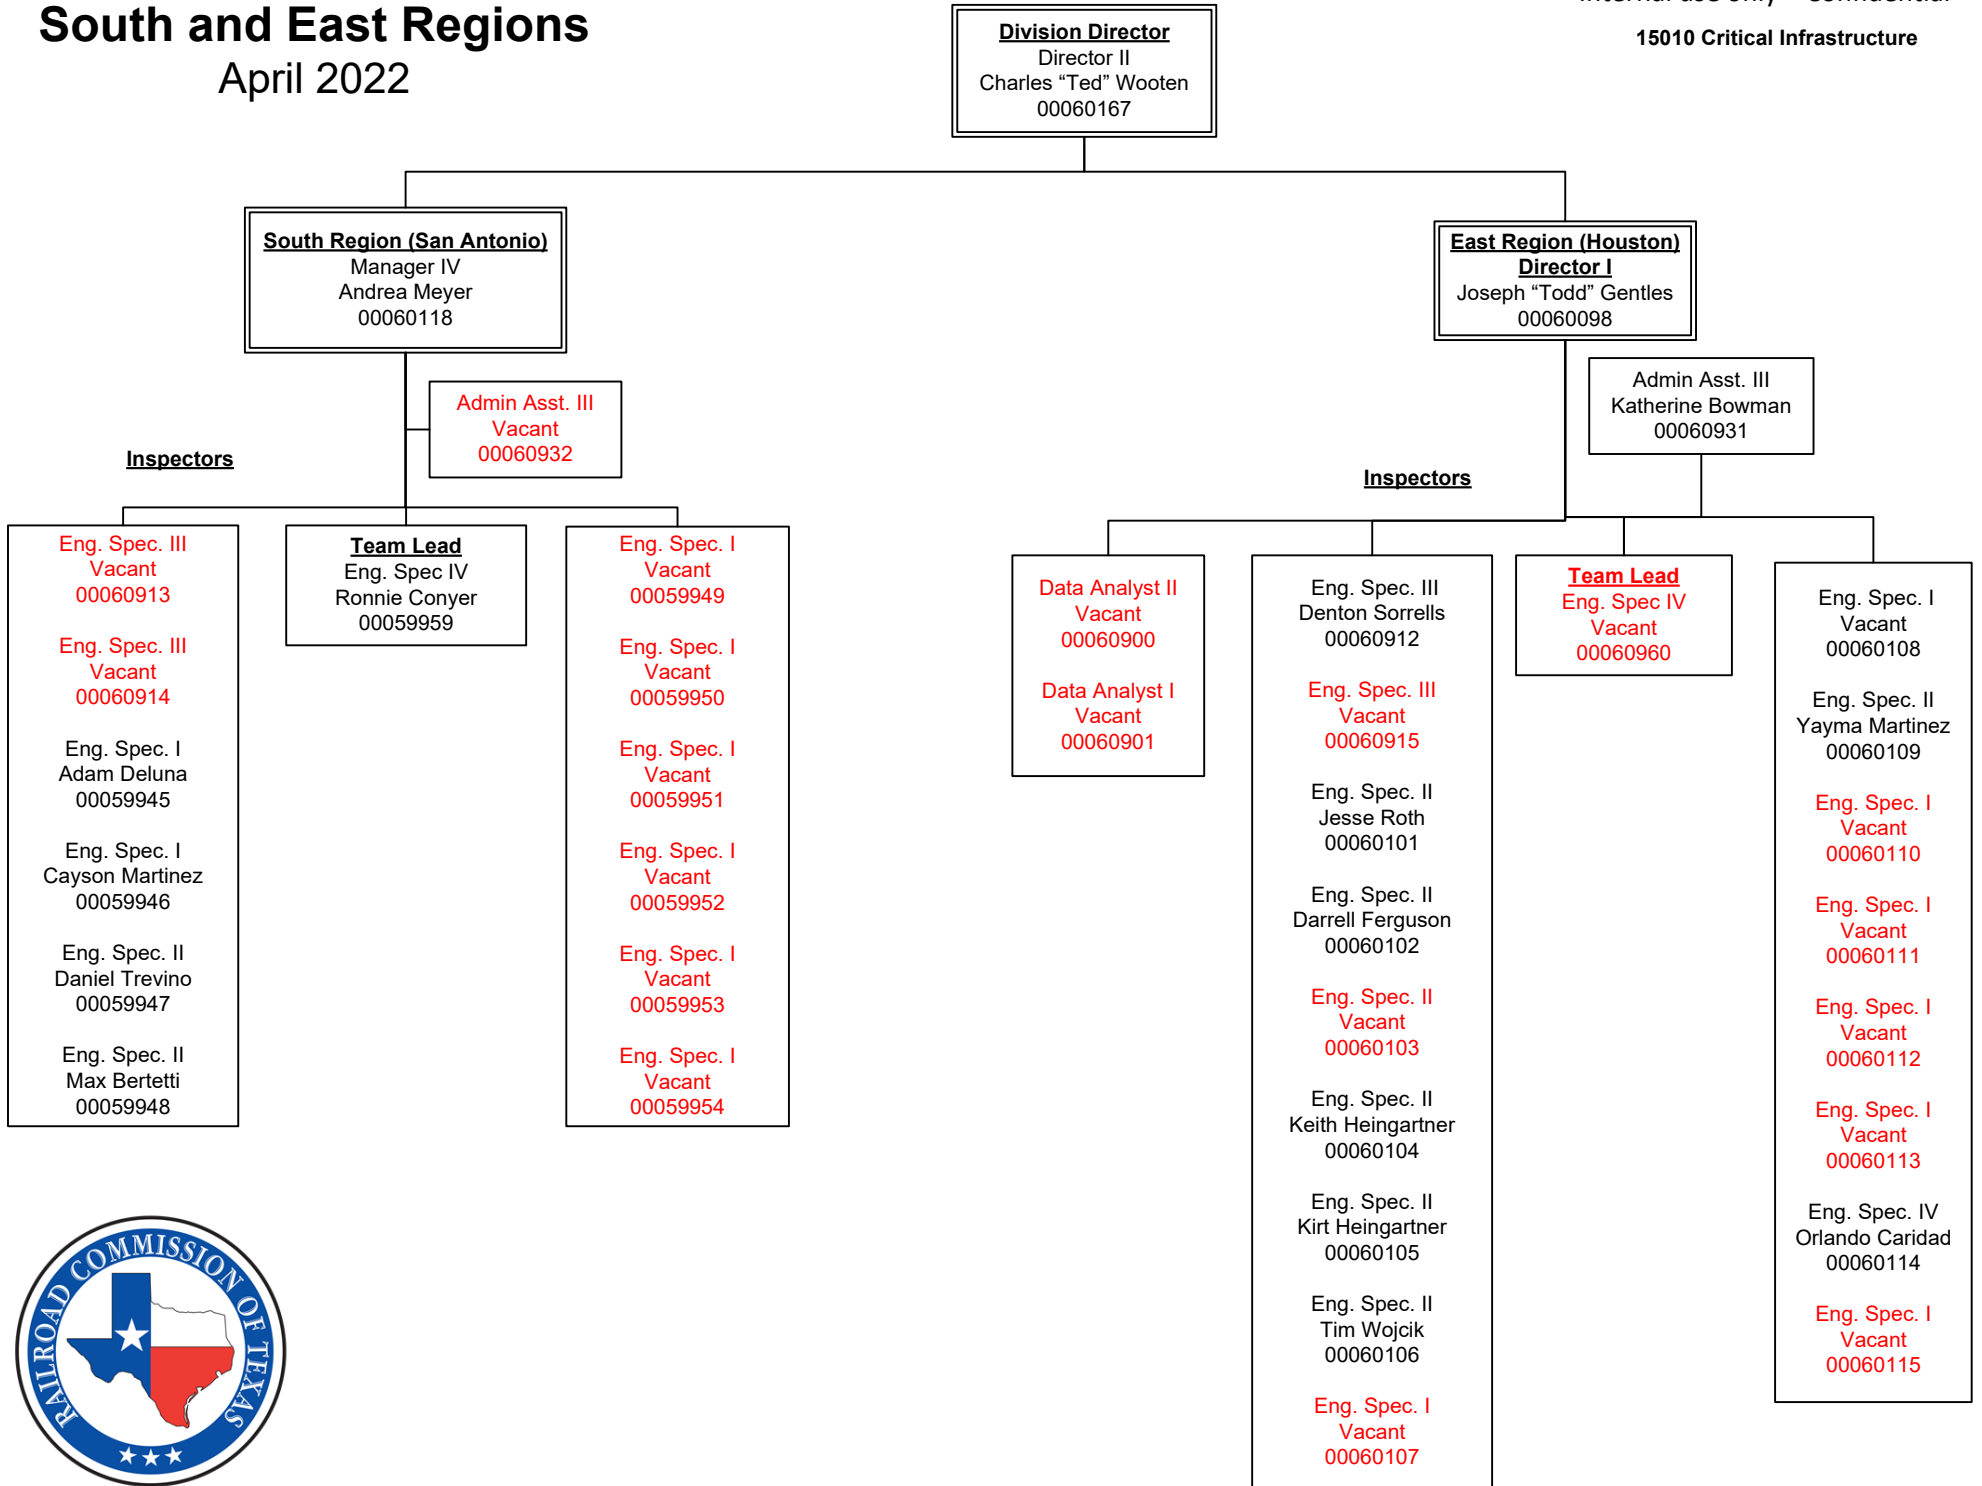 South and East Regions
April 2022
Internal use only – Confidential
15010 Critical Infrastructure
Division Director
Director II
Charles “Ted” Wooten
00060167
South Region (San Antonio)
Manager IV
Andrea Meyer
00060118
East Region (Houston)
Director I
Joseph “Todd” Gentles
00060098
Admin Asst. III
Vacant
00060932
Admin Asst. III
Katherine Bowman
00060931
Inspectors
Eng. Spec. III
Vacant
00060913
Eng. Spec. III
Vacant
00060914
Eng. Spec. I
Adam Deluna
00059945
Eng. Spec. I
Cayson Martinez
00059946
Eng. Spec. II
Daniel Trevino
00059947
Eng. Spec. II
Max Bertetti
00059948
Team Lead
Eng. Spec IV
Ronnie Conyer
00059959
Eng. Spec. I
Vacant
00059949
Eng. Spec. I
Vacant
00059950
Eng. Spec. I
Vacant
00059951
Eng. Spec. I
Vacant
00059952
Eng. Spec. I
Vacant
00059953
Eng. Spec. I
Vacant
00059954
Inspectors
Data Analyst II
Vacant
00060900
Data Analyst I
Vacant
00060901
Eng. Spec. III
Denton Sorrells
00060912
Eng. Spec. III
Vacant
00060915
Eng. Spec. II
Jesse Roth
00060101
Eng. Spec. II
Darrell Ferguson
00060102
Eng. Spec. II
Vacant
00060103
Eng. Spec. II
Keith Heingartner
00060104
Eng. Spec. II
Kirt Heingartner
00060105
Eng. Spec. II
Tim Wojcik
00060106
Eng. Spec. I
Vacant
00060107
Team Lead
Eng. Spec IV
Vacant
00060960
Eng. Spec. I
Vacant
00060108
Eng. Spec. II
Yayma Martinez
00060109
Eng. Spec. I
Vacant
00060110
Eng. Spec. I
Vacant
00060111
Eng. Spec. I
Vacant
00060112
Eng. Spec. I
Vacant
00060113
Eng. Spec. IV
Orlando Caridad
00060114
Eng. Spec. I
Vacant
00060115
RAILROAD COMMISSION OF TEXAS